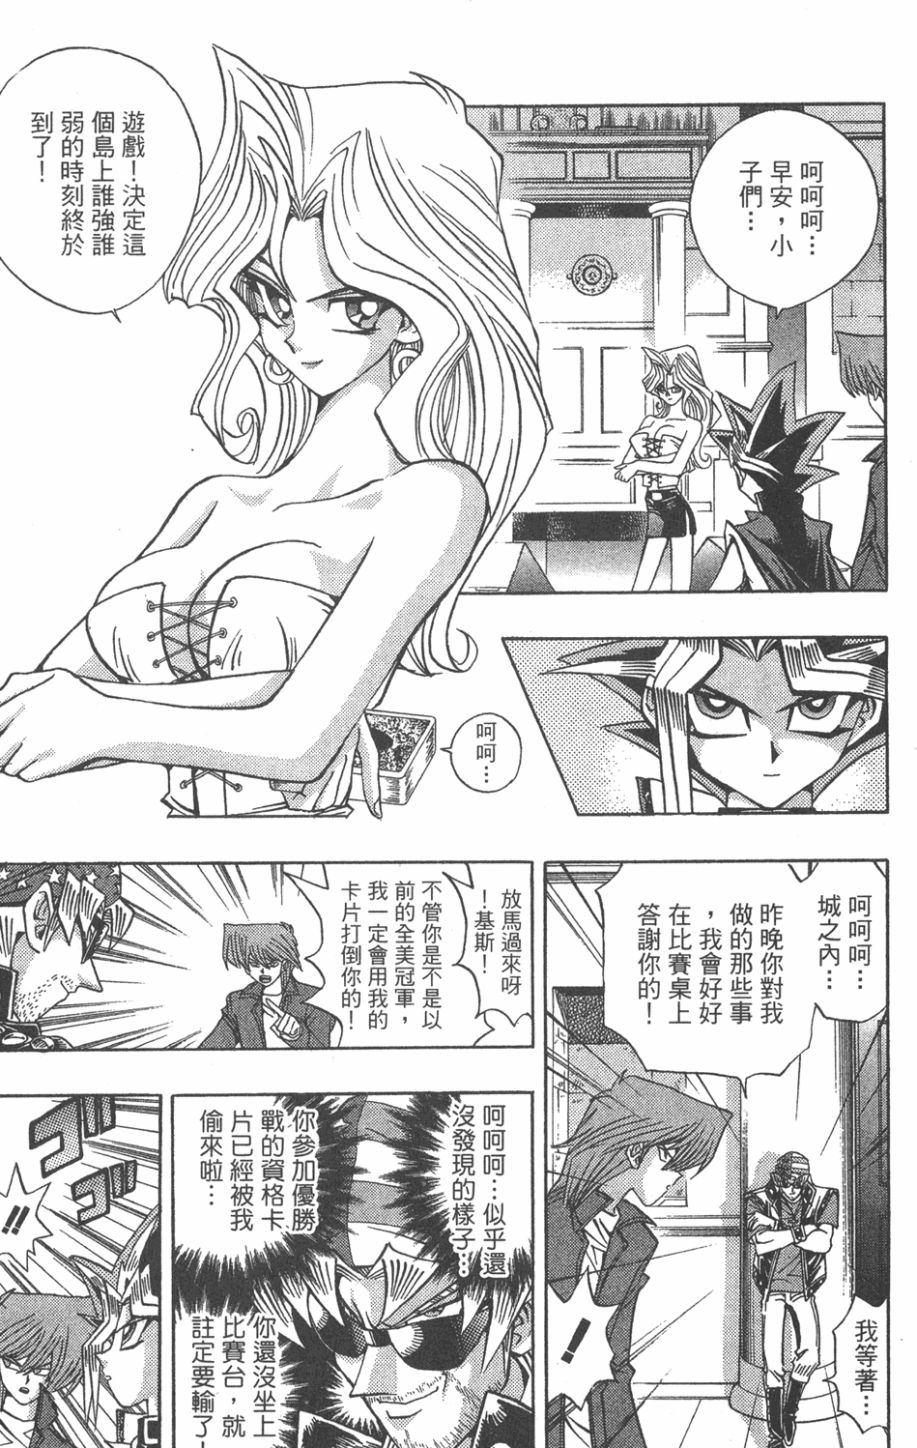 呵呵呵…
早安，小
子們…
遊戲！決定這
個島上誰強誰
弱的時刻終於
到了！
呵呵…
呵呵呵…
城之內…
昨晚你對我
做的那些事
，我會好好
在比賽桌上
答謝你的！
我等著…
！
放馬過來呀
！基斯！
不管你是不是以
前的全美冠軍，
我一定會用我的
卡片打倒你的！
呵呵呵…似乎還
沒發現的樣子…
你參加優勝
戰的資格卡
片已經被我
偷來啦…
你還沒坐上
比賽台，就
註定要輸了！
ゴゴ
!!